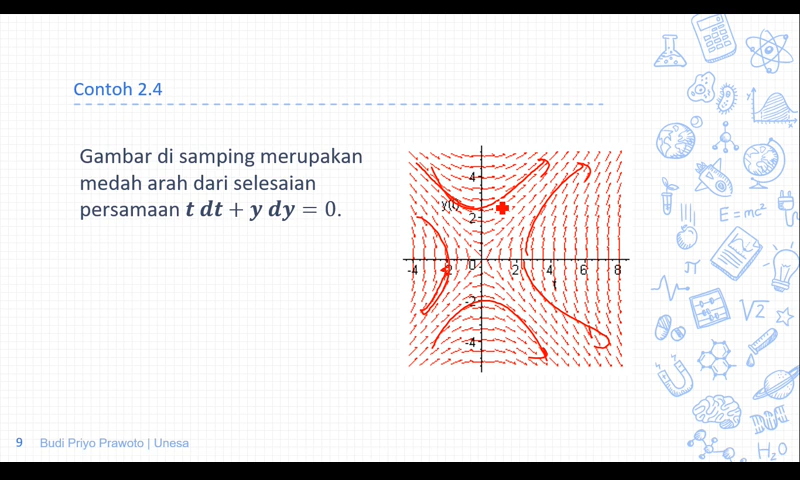 Contoh 2.4
Gambar di samping merupakan
medah arah dari selesaian
persamaan t dt + y dy = 0.
y(t)
4
2
-4
-2
0
2
4
6
8
t
-2
-4
y
x
E=mc²
π
√2
H₂O
9 Budi Priyo Prawoto | Unesa